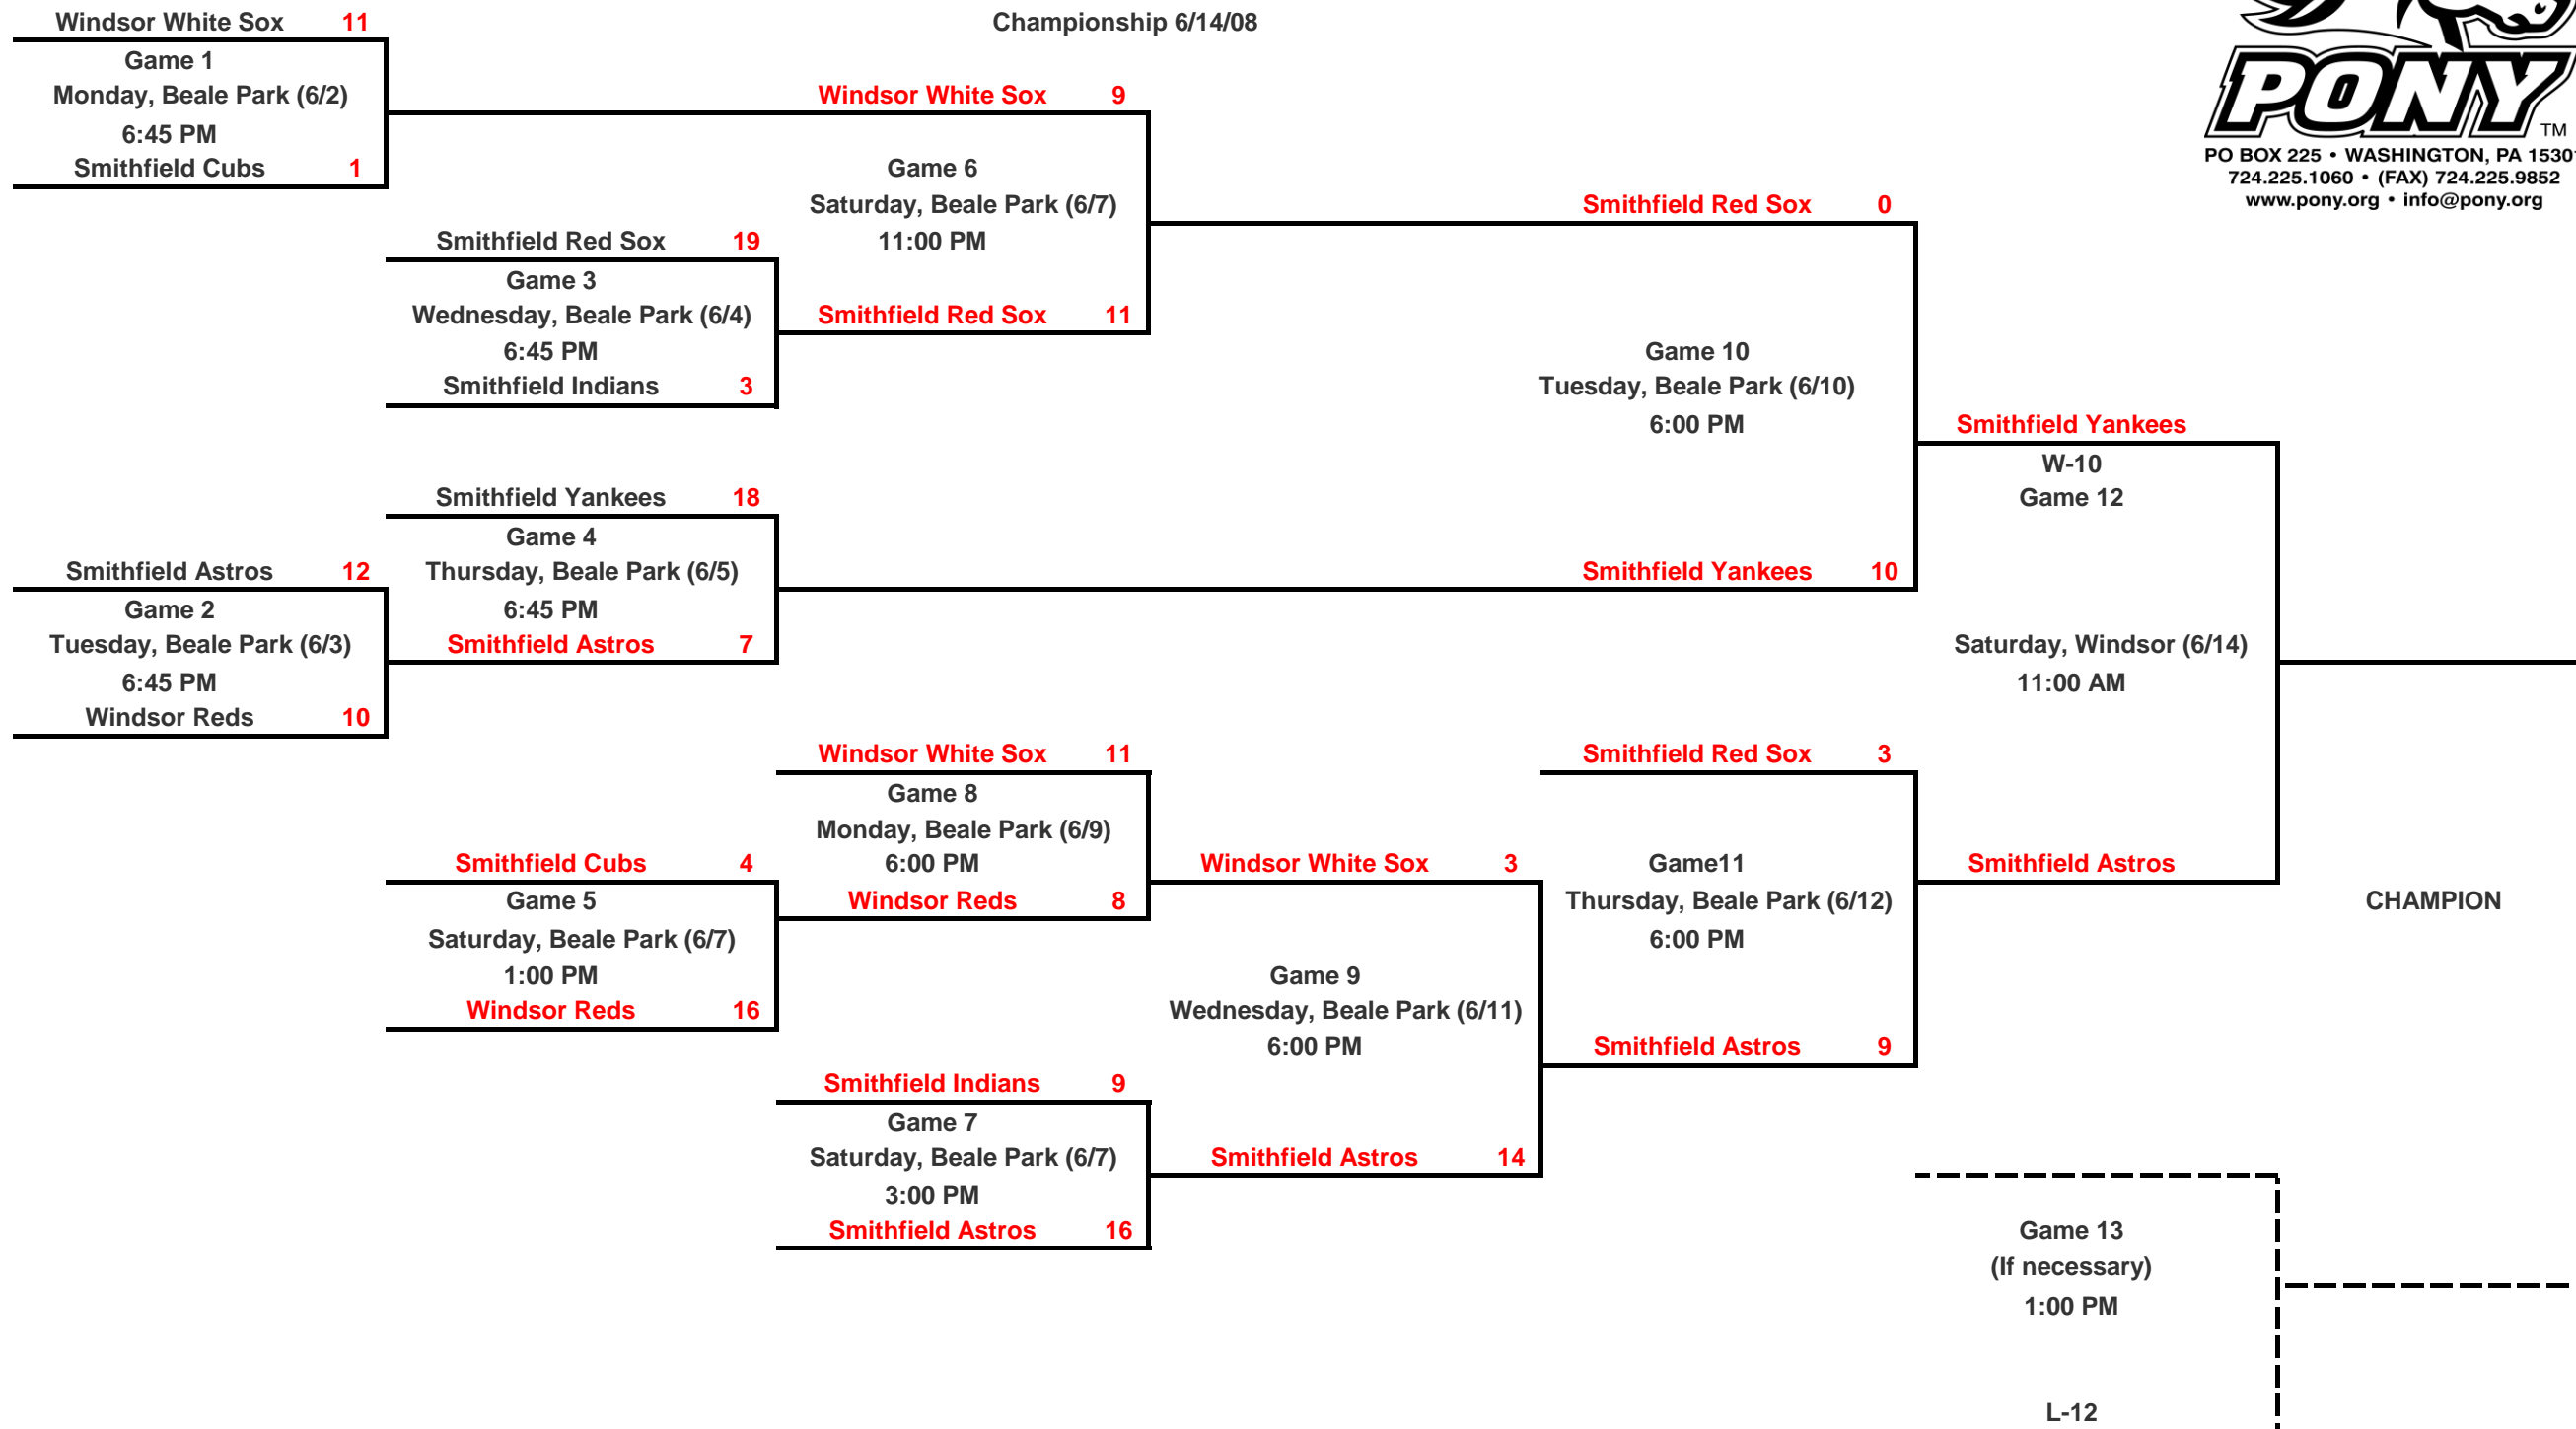 Championship 6/14/08
PONY TM
PO BOX 225 • WASHINGTON, PA 15301
724.225.1060 • (FAX) 724.225.9852
www.pony.org • info@pony.org
Windsor White Sox 11
Game 1
Monday, Beale Park (6/2)
6:45 PM
Smithfield Cubs 1
Smithfield Astros 12
Game 2
Tuesday, Beale Park (6/3)
6:45 PM
Windsor Reds 10
Smithfield Red Sox 19
Game 3
Wednesday, Beale Park (6/4)
6:45 PM
Smithfield Indians 3
Smithfield Yankees 18
Game 4
Thursday, Beale Park (6/5)
6:45 PM
Smithfield Astros 7
Smithfield Cubs 4
Game 5
Saturday, Beale Park (6/7)
1:00 PM
Windsor Reds 16
Windsor White Sox 9
Game 6
Saturday, Beale Park (6/7)
11:00 PM
Smithfield Red Sox 11
Windsor White Sox 11
Game 8
Monday, Beale Park (6/9)
6:00 PM
Windsor Reds 8
Smithfield Indians 9
Game 7
Saturday, Beale Park (6/7)
3:00 PM
Smithfield Astros 16
Windsor White Sox 3
Game 9
Wednesday, Beale Park (6/11)
6:00 PM
Smithfield Astros 14
Smithfield Red Sox 0
Game 10
Tuesday, Beale Park (6/10)
6:00 PM
Smithfield Yankees 10
Smithfield Red Sox 3
Game11
Thursday, Beale Park (6/12)
6:00 PM
Smithfield Astros 9
Smithfield Yankees
W-10
Game 12
Saturday, Windsor (6/14)
11:00 AM
Smithfield Astros
CHAMPION
Game 13
(If necessary)
1:00 PM
L-12